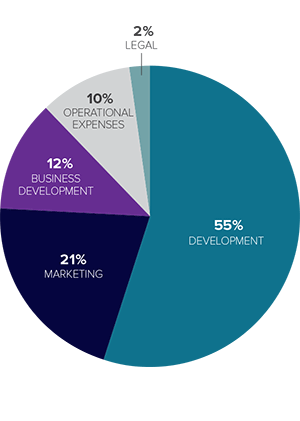 2%
LEGAL
10%
OPERATIONAL
EXPENSES
12%
BUSINESS
DEVELOPMENT
55%
DEVELOPMENT
21%
MARKETING